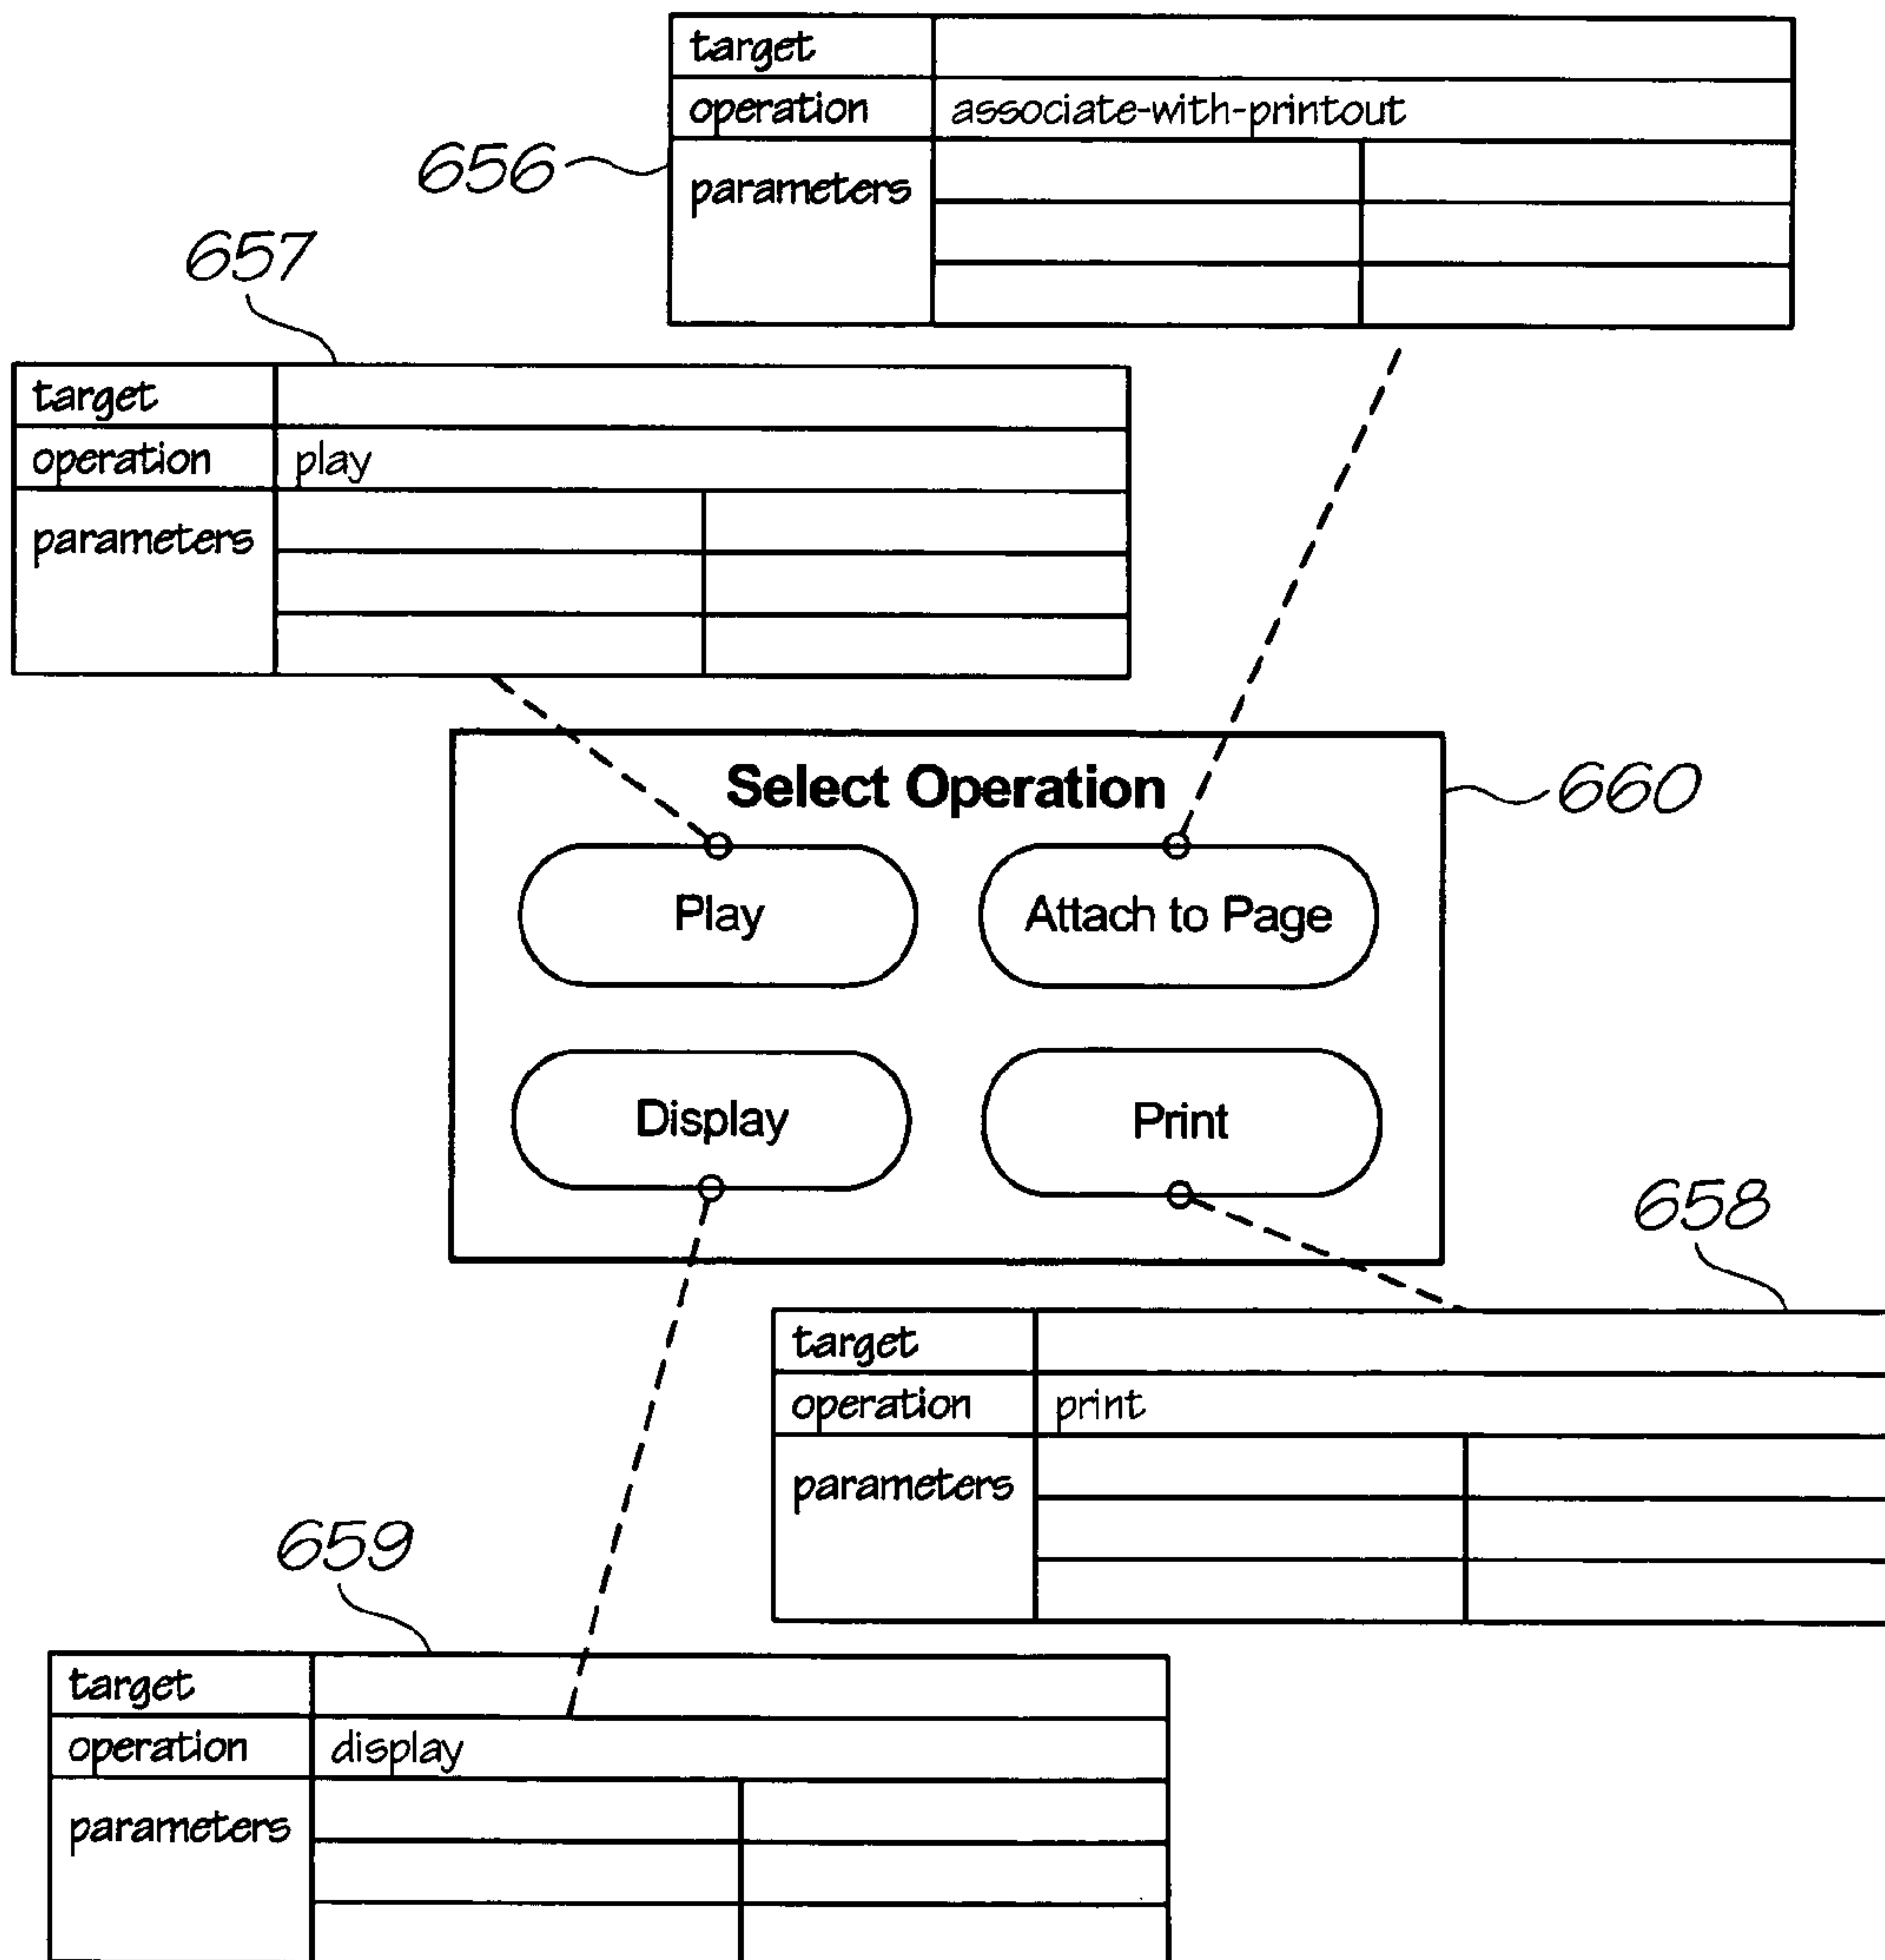 target
operation associate-with-printout
656
parameters
657
target
operation play
parameters
Select Operation
660
Play Attach to Page
Display Print
658
target
operation print
parameters
659
target
operation display
parameters